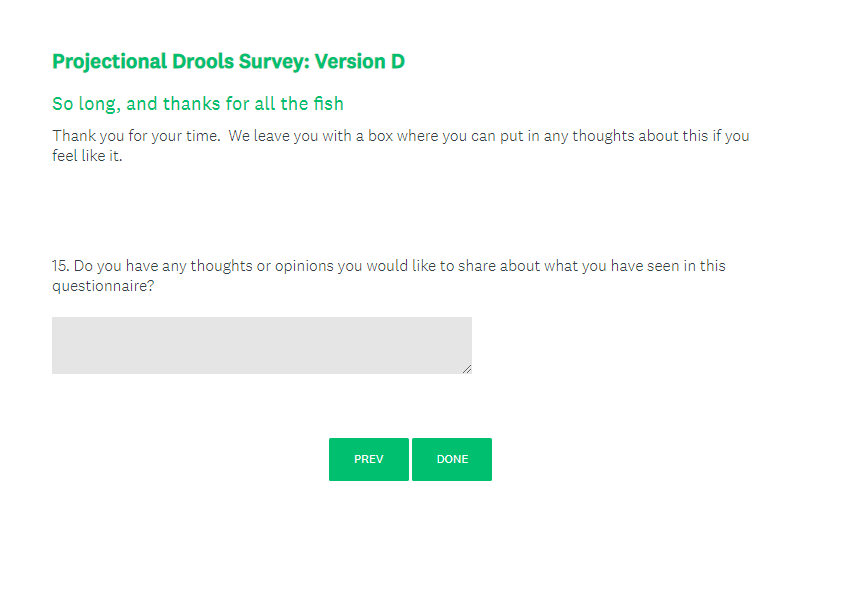 Projectional Drools Survey: Version D
So long, and thanks for all the fish
Thank you for your time.  We leave you with a box where you can put in any thoughts about this if you
feel like it.
15. Do you have any thoughts or opinions you would like to share about what you have seen in this
questionnaire?
PREV
DONE